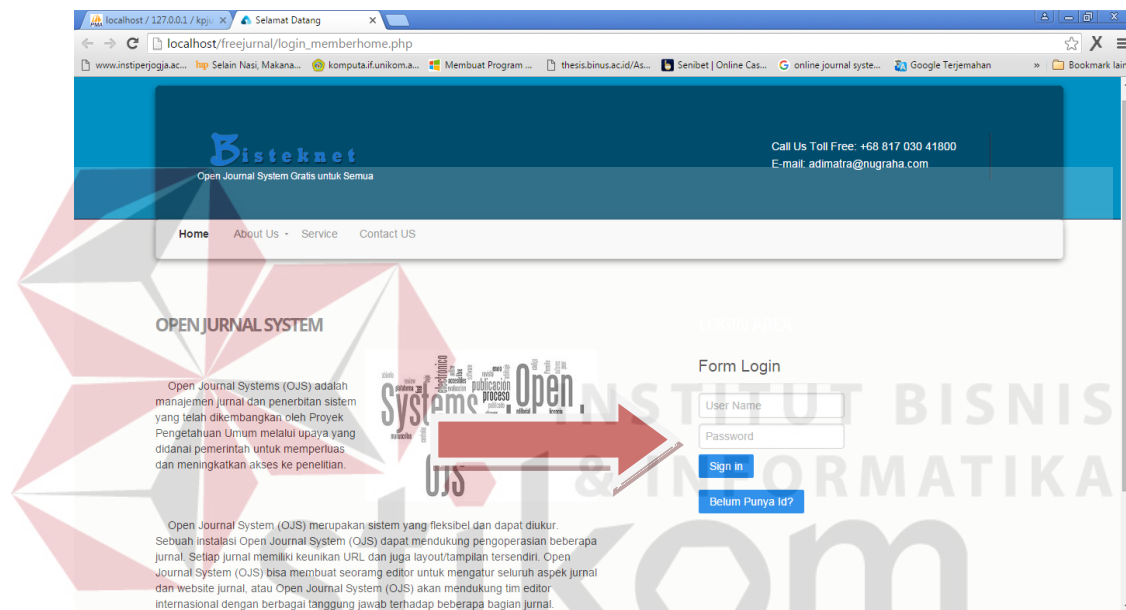 localhost / 127.0.0.1 / kpju
Selamat Datang
localhost/freejurnal/login_memberhome.php
www.instiperjogja.ac...
Selain Nasi, Makana...
komputa.if.unikom.a...
Membuat Program ...
thesis.binus.ac.id/As...
Senibet | Online Cas...
online journal syste...
Google Terjemahan
»
Bookmark lain
Bisteknet
Open Journal System Gratis untuk Semua
Call Us Toll Free: +68 817 030 41800
E-mail: adimatra@nugraha.com
Home About Us Service Contact US
OPEN JURNAL SYSTEM
Open Journal Systems (OJS) adalah
manajemen jurnal dan penerbitan sistem
yang telah dikembangkan oleh Proyek
Pengetahuan Umum melalui upaya yang
didanai pemerintah untuk memperluas
dan meningkatkan akses ke penelitian.
electronico
publicación
proceso
Open
Systems
OJS
Open Journal System (OJS) merupakan sistem yang fleksibel dan dapat diukur.
Sebuah instalasi Open Journal System (OJS) dapat mendukung pengoperasian beberapa
jurnal. Setiap jurnal memiliki keunikan URL dan juga layout/tampilan tersendiri. Open
Journal System (OJS) bisa membuat seoramg editor untuk mengatur seluruh aspek jurnal
dan website jurnal, atau Open Journal System (OJS) akan mendukung tim editor
internasional dengan berbagai tanggung jawab terhadap beberapa bagian jurnal.
Form Login
User Name
Password
Sign in
Belum Punya Id?
INSTITUT BISNIS
& INFORMATIKA
stikom